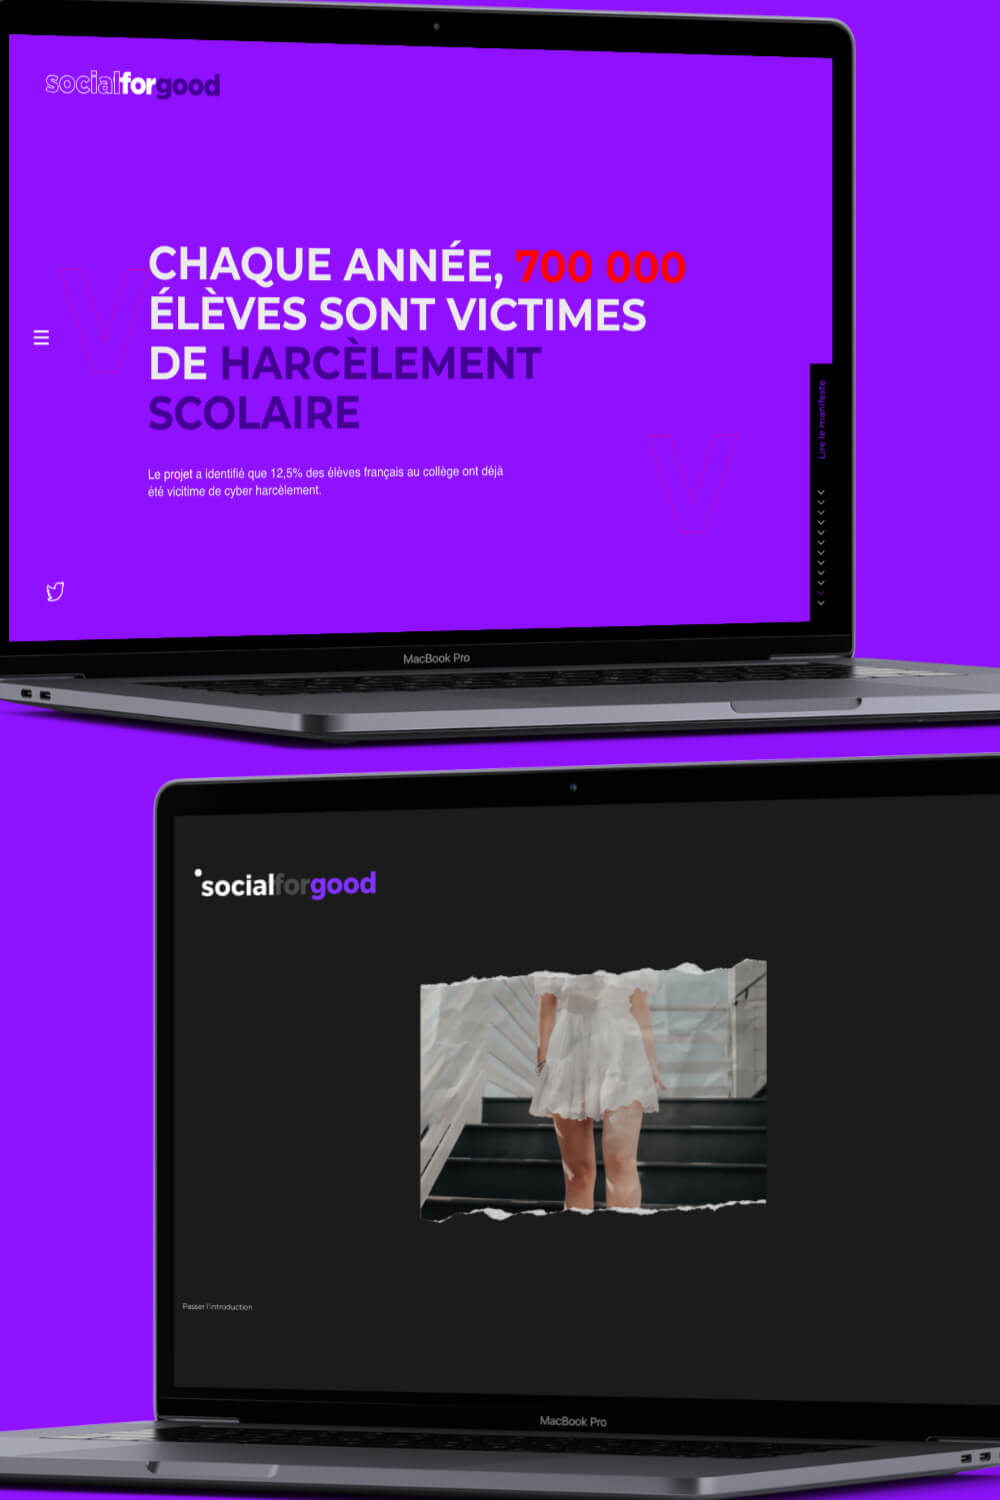 socialforgood
CHAQUE ANNÉE, 700 000
ÉLÈVES SONT VICTIMES
DE HARCÈLEMENT
SCOLAIRE
Le projet a identifié que 12,5% des élèves français au collège ont déjà
été vicitime de cyber harcèlement.
Lire le manifeste
V
V
MacBook Pro
socialforgood
Passer l'introduction
MacBook Pro